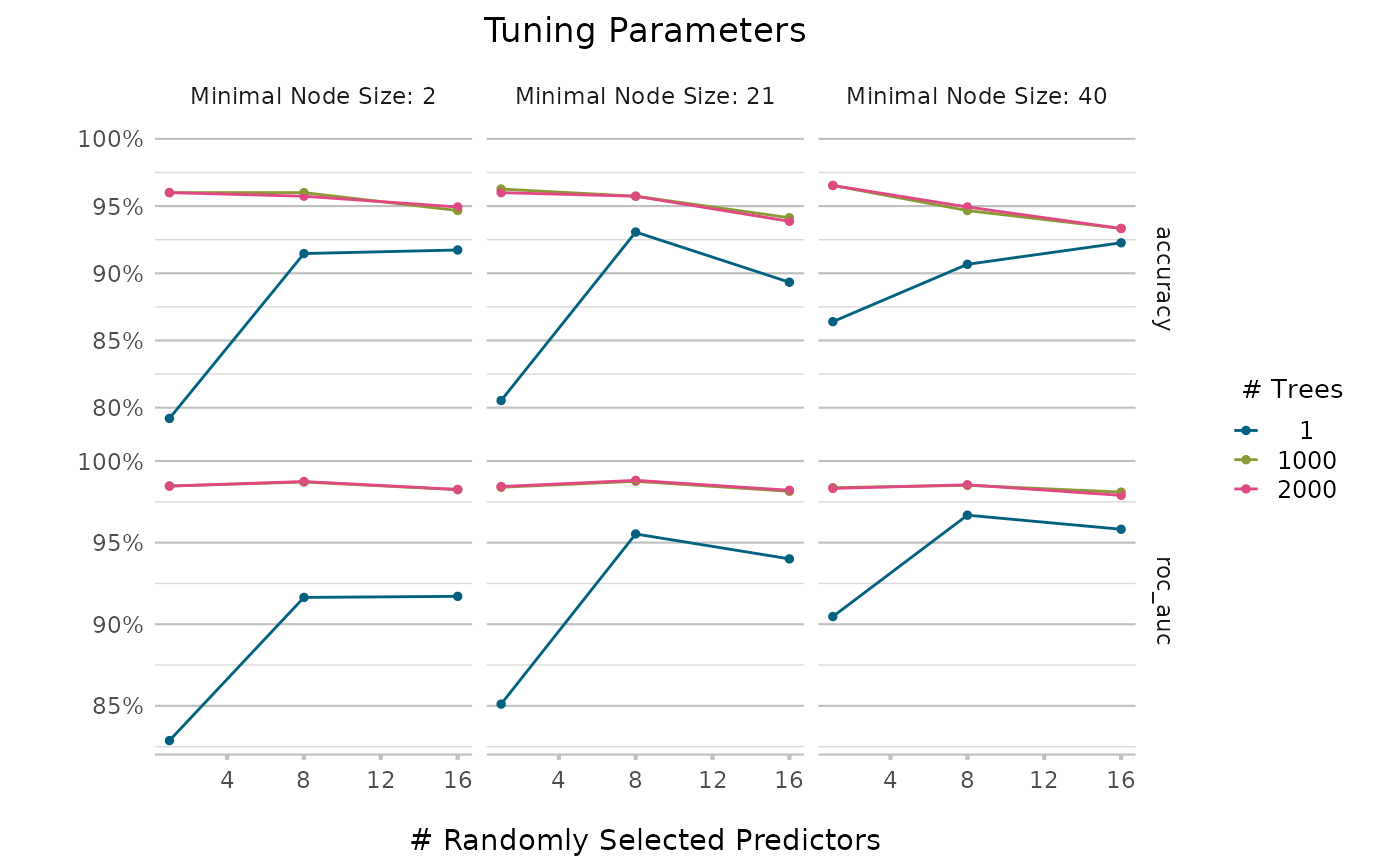 Tuning Parameters
Minimal Node Size: 2
Minimal Node Size: 21
Minimal Node Size: 40
100%
95%
90%
85%
80%
accuracy
100%
95%
90%
85%
roc_auc
4 8 12 16
4 8 12 16
4 8 12 16
# Randomly Selected Predictors
# Trees
1
1000
2000